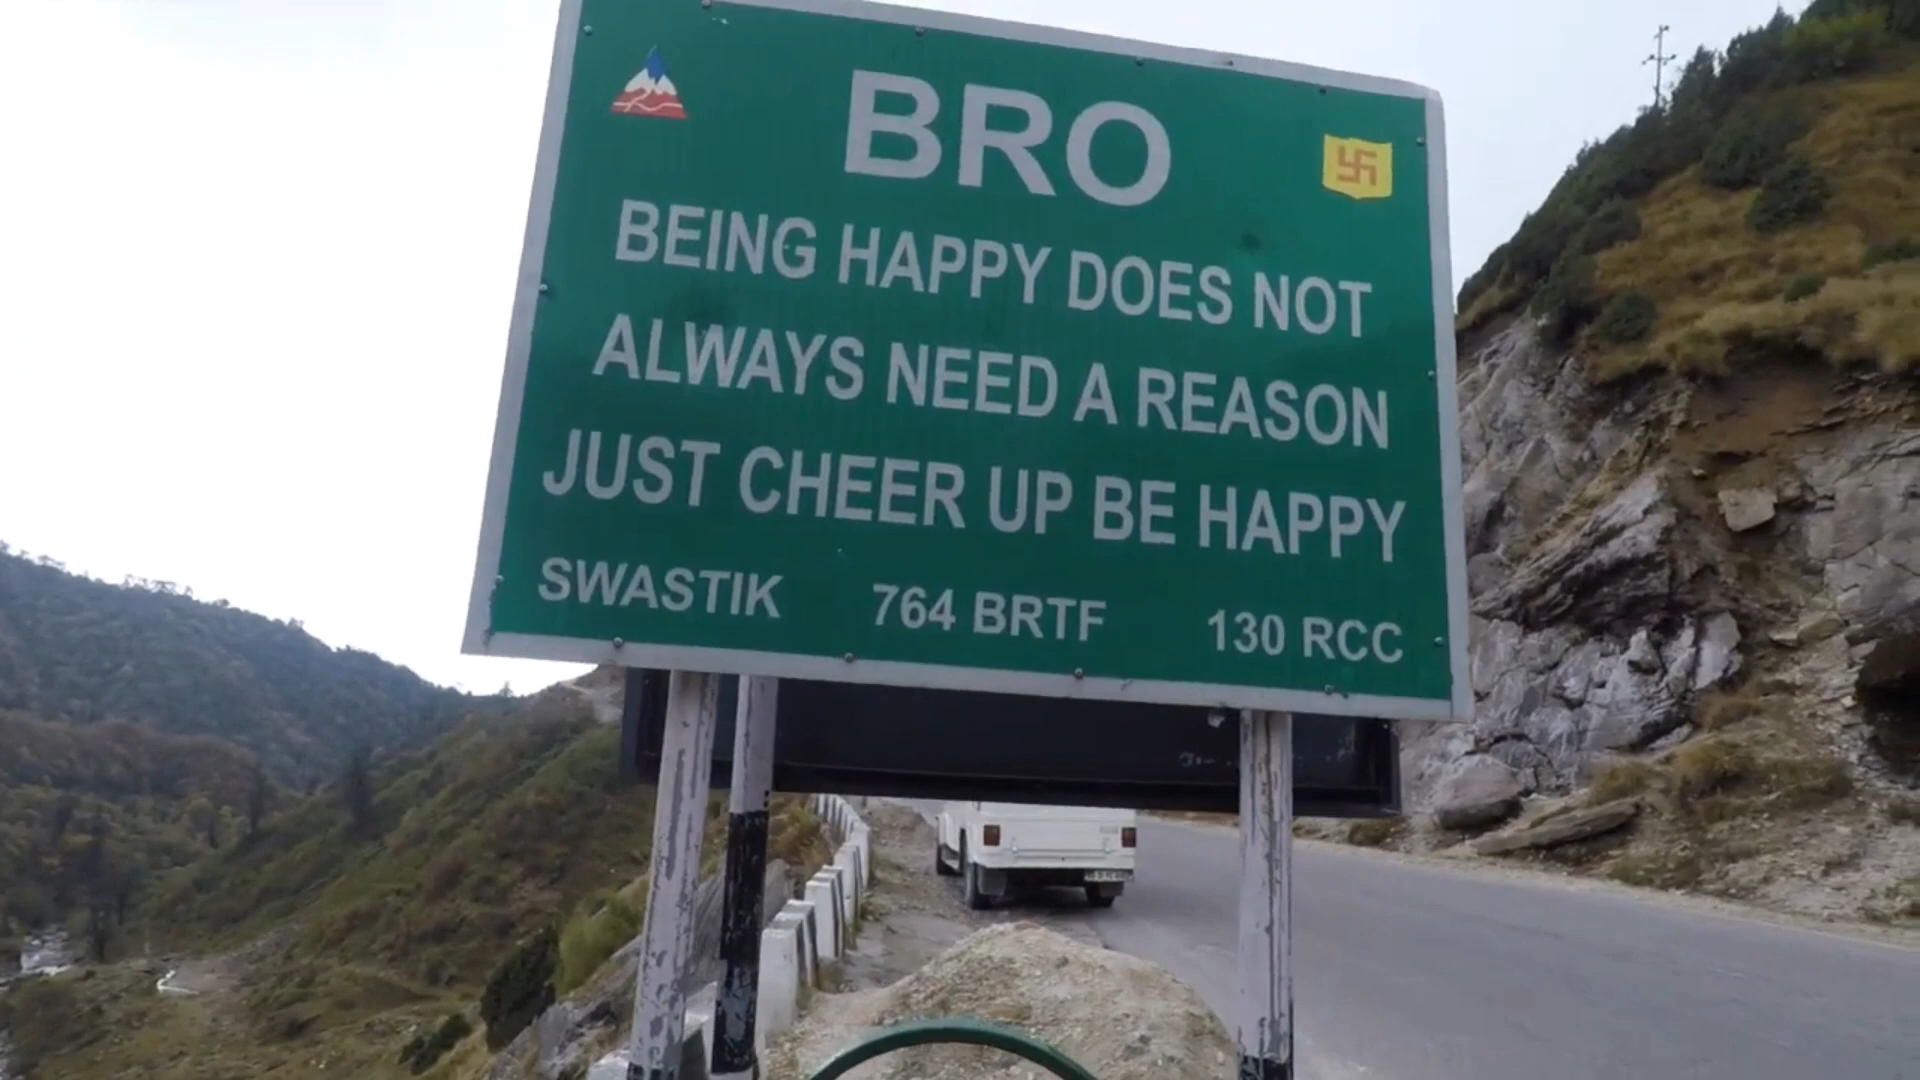 BRO
BEING HAPPY DOES NOT
ALWAYS NEED A REASON
JUST CHEER UP BE HAPPY
SWASTIK 764 BRTF 130 RCC